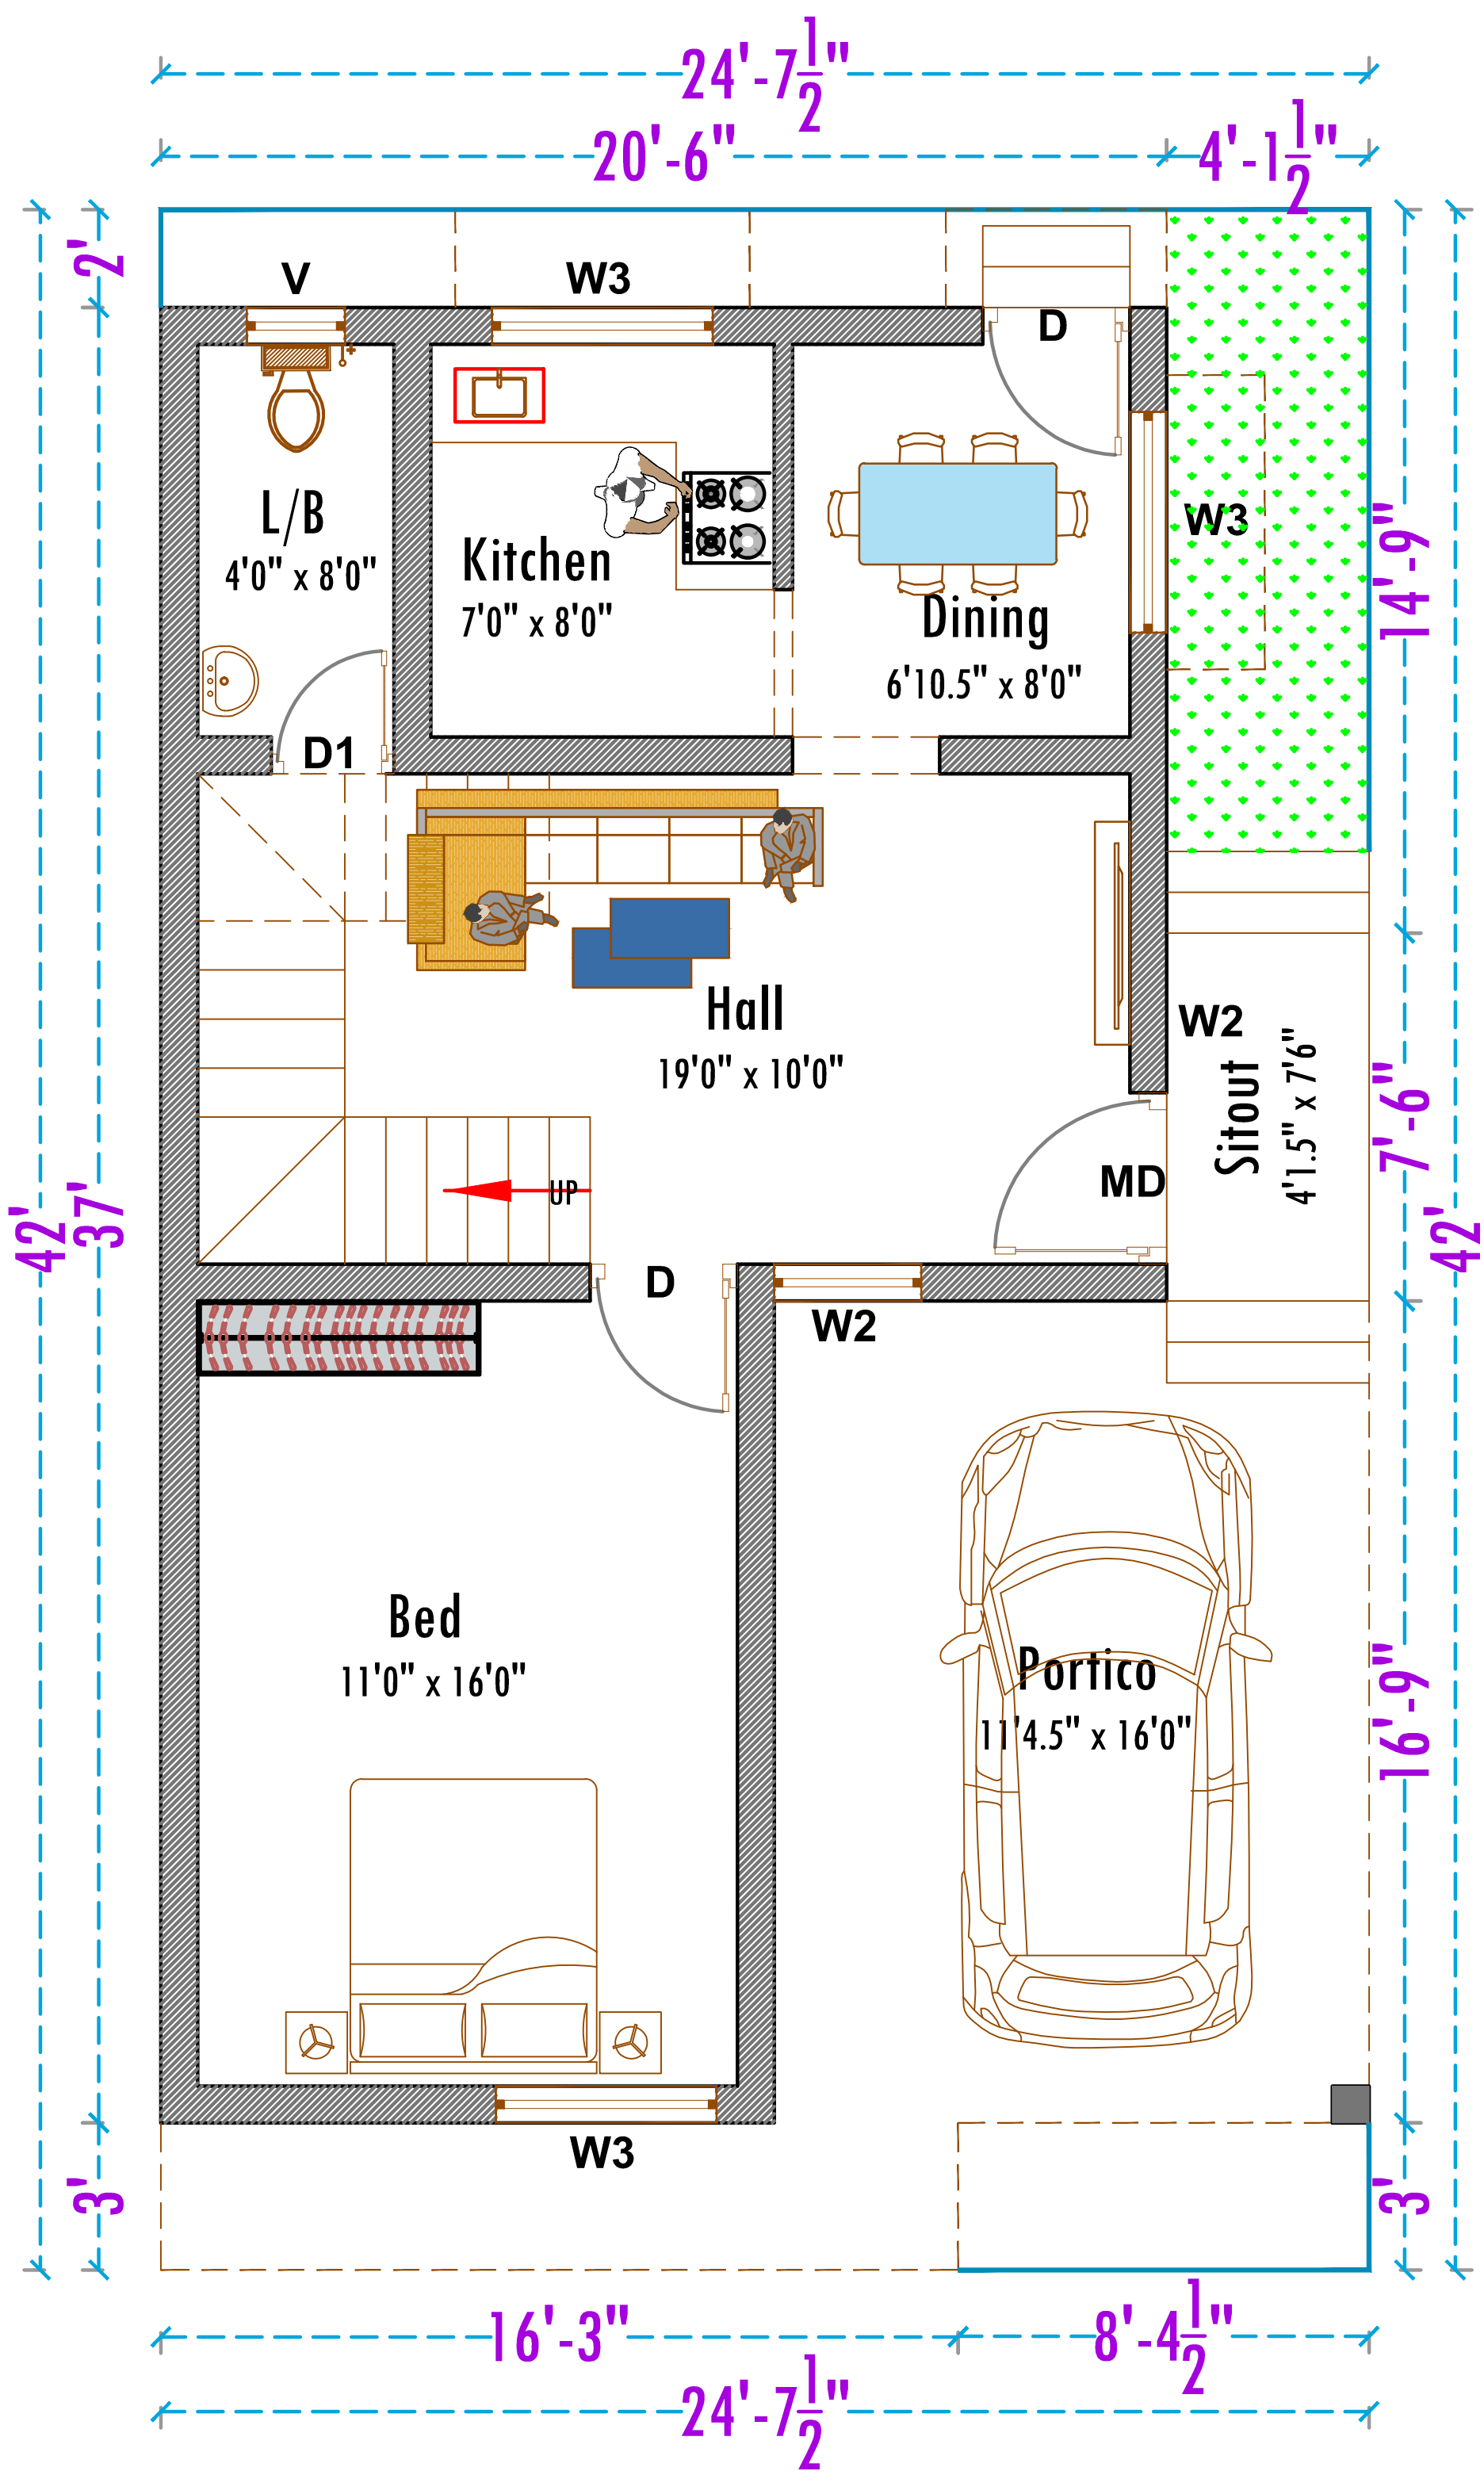 24'-7 1/2"
20'-6"
4'-1 1/2"
2'
V
W3
D
L/B
4'0" x 8'0"
Kitchen
7'0" x 8'0"
Dining
6'10.5" x 8'0"
W3
14'-9"
D1
Hall
19'0" x 10'0"
W2
Sitout
4'1.5" x 7'6"
7'-6"
MD
UP
42'
37'
42'
D
W2
Bed
11'0" x 16'0"
Portico
11'4.5" x 16'0"
16'-9"
W3
3'
3'
16'-3"
8'-4 1/2"
24'-7 1/2"